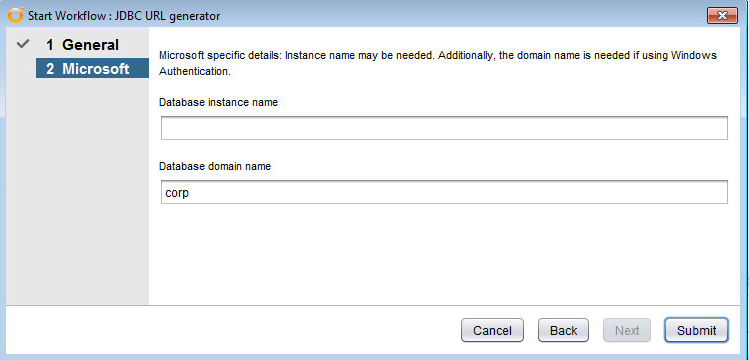 Start Workflow : JDBC URL generator
1 General
2 Microsoft
Microsoft specific details: Instance name may be needed. Additionally, the domain name is needed if using Windows
Authentication.
Database instance name
Database domain name
corp
Cancel
Back
Next
Submit